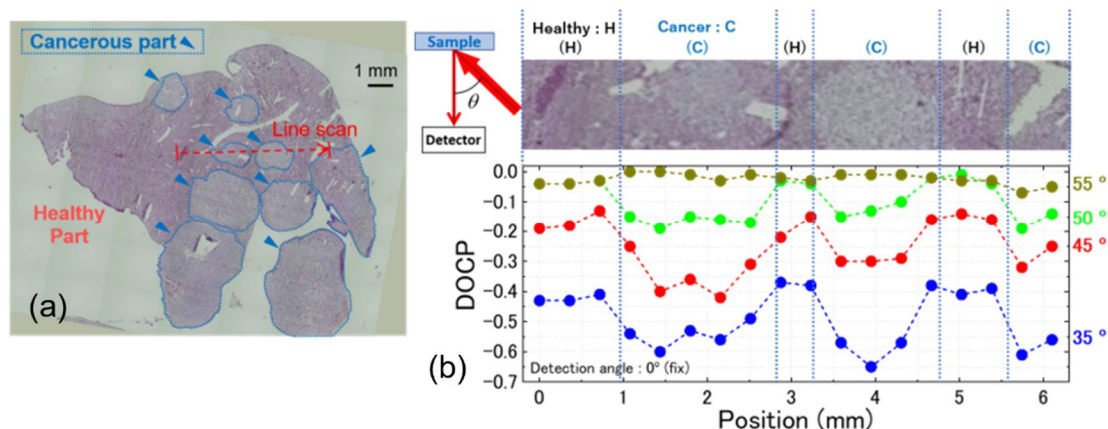 Cancerous part
1 mm
Line scan
Healthy
Part
(a)
Sample
θ
Detector
Healthy : H
(H)
Cancer : C
(C)
(H)
(C)
(H)
(C)
0.0
-0.1
-0.2
-0.3
-0.4
-0.5
-0.6
-0.7
DOCP
55 °
50 °
45 °
35 °
Detection angle : 0° (fix)
0 1 2 3 4 5 6
Position (mm)
(b)